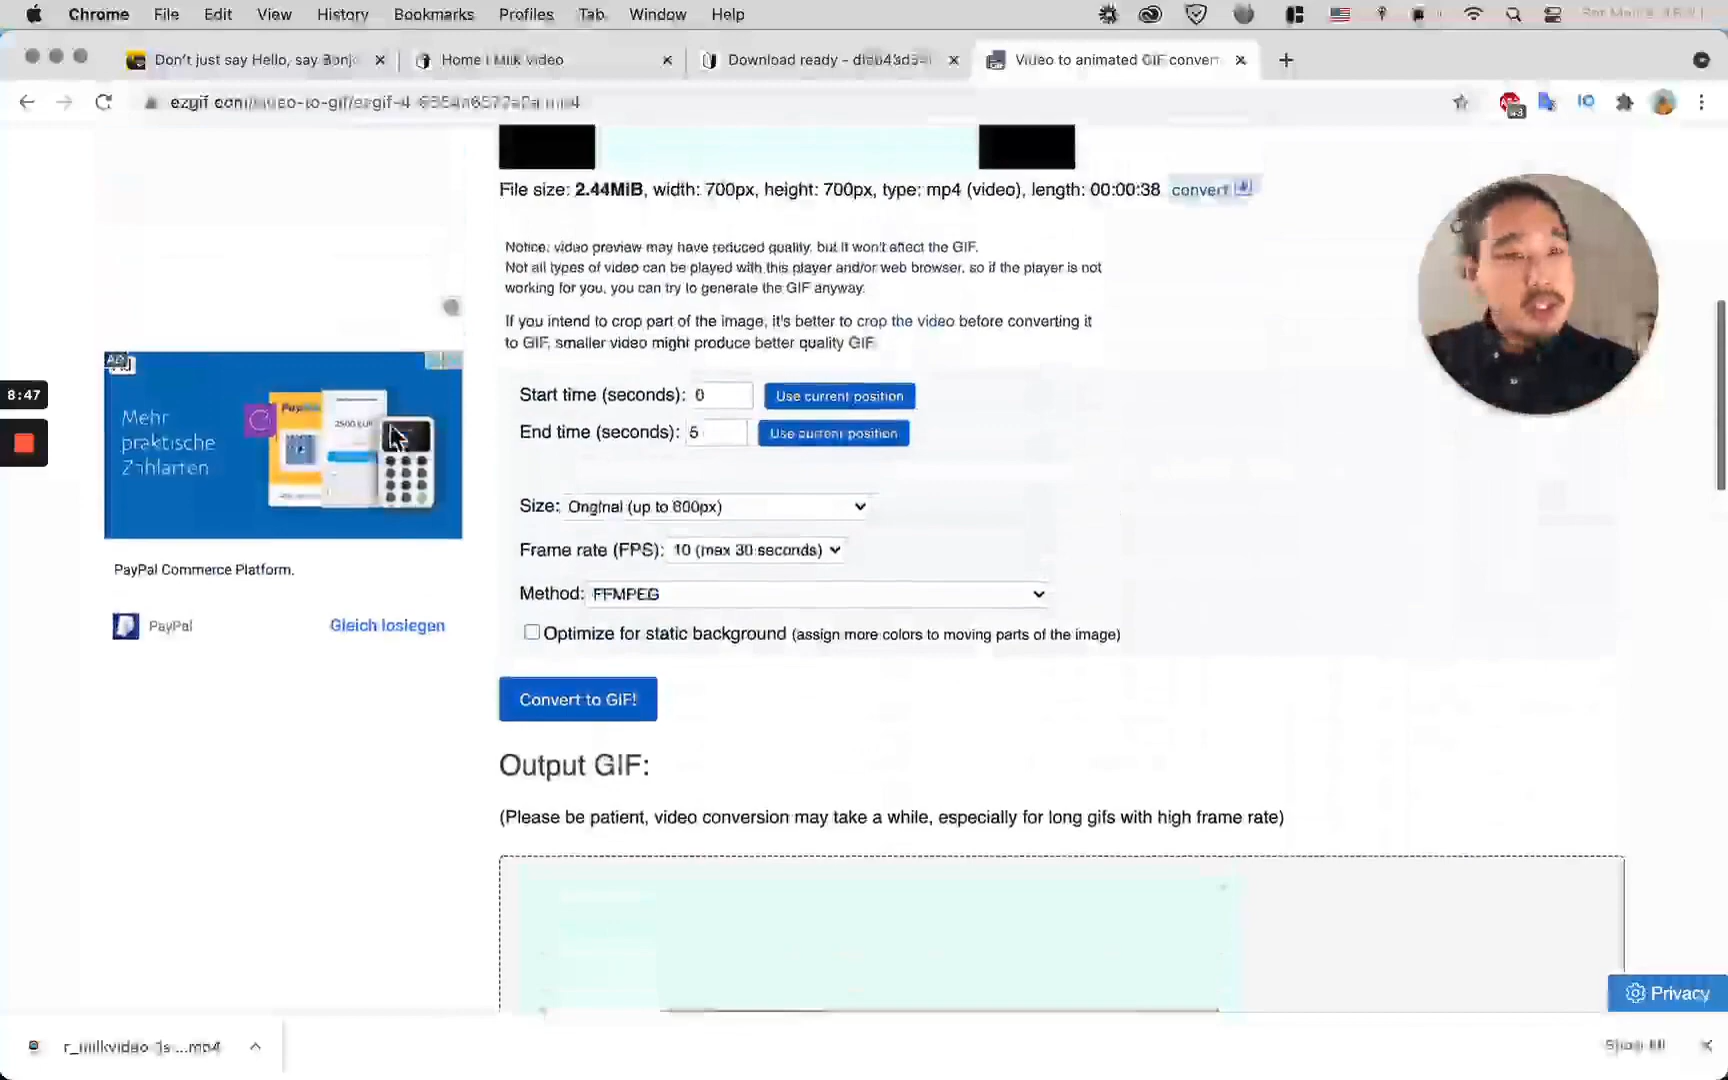 Chrome File Edit View History Bookmarks Profiles Tab Window Help
Don't just say Hello, say Bonj
Home | Milk Video
Download ready -
Video to animated GIF conver
File size: 2.44MiB, width: 700px, height: 700px, type: mp4 (video), length: 00:00:38 convert
Notice: video preview may have reduced quality, but it won't affect the GIF.
Not all types of video can be played with this player and/or web browser, so if the player is not
working for you, you can try to generate the GIF anyway.
If you intend to crop part of the image, it's better to crop the video before converting it
to GIF, smaller video might produce better quality GIF
Ad
Mehr
praktische
Zahlarten
8:47
Start time (seconds): 0 Use current position
End time (seconds): 5 Use current position
Size: Original (up to 800px)
Frame rate (FPS): 10 (max 30 seconds)
Method: FFMPEG
Optimize for static background (assign more colors to moving parts of the image)
PayPal Commerce Platform.
PayPal Gleich loslegen
Convert to GIF!
Output GIF:
(Please be patient, video conversion may take a while, especially for long gifs with high frame rate)
Privacy